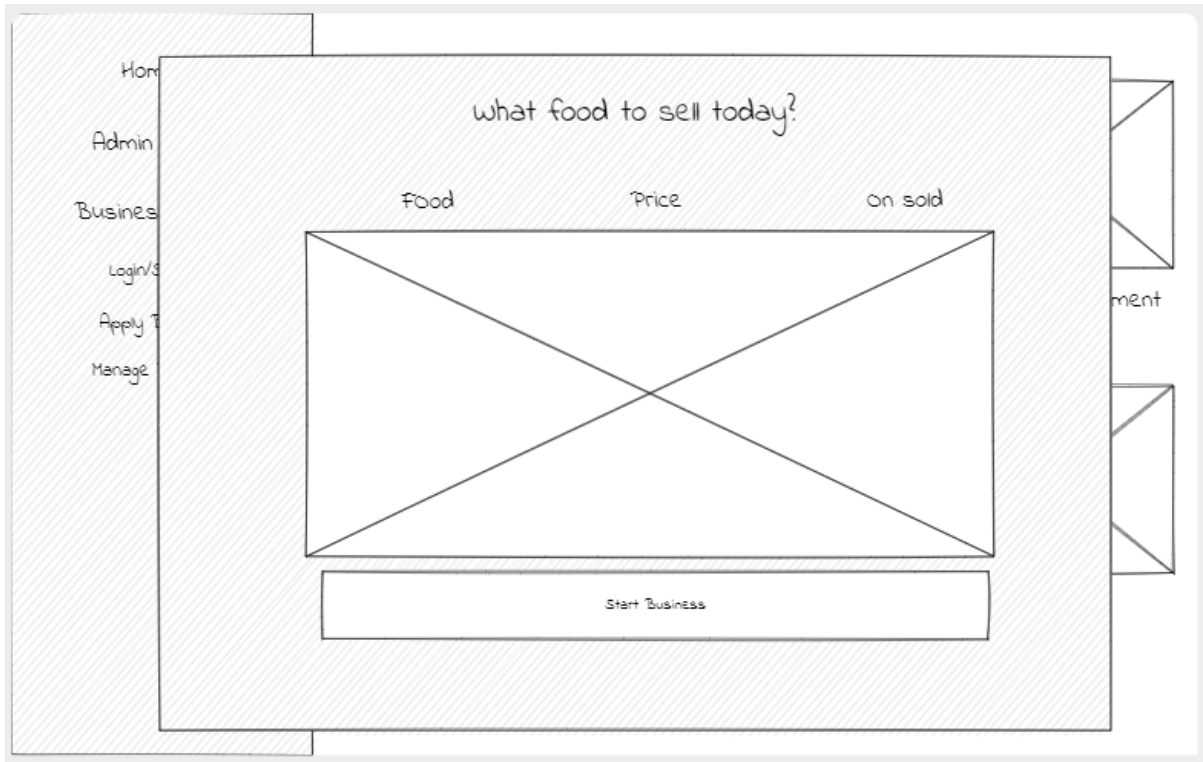 Hom
Admin
Busines
Login/S
Apply B
Manage
What food to sell today?
Food Price On sold
Start Business
ment